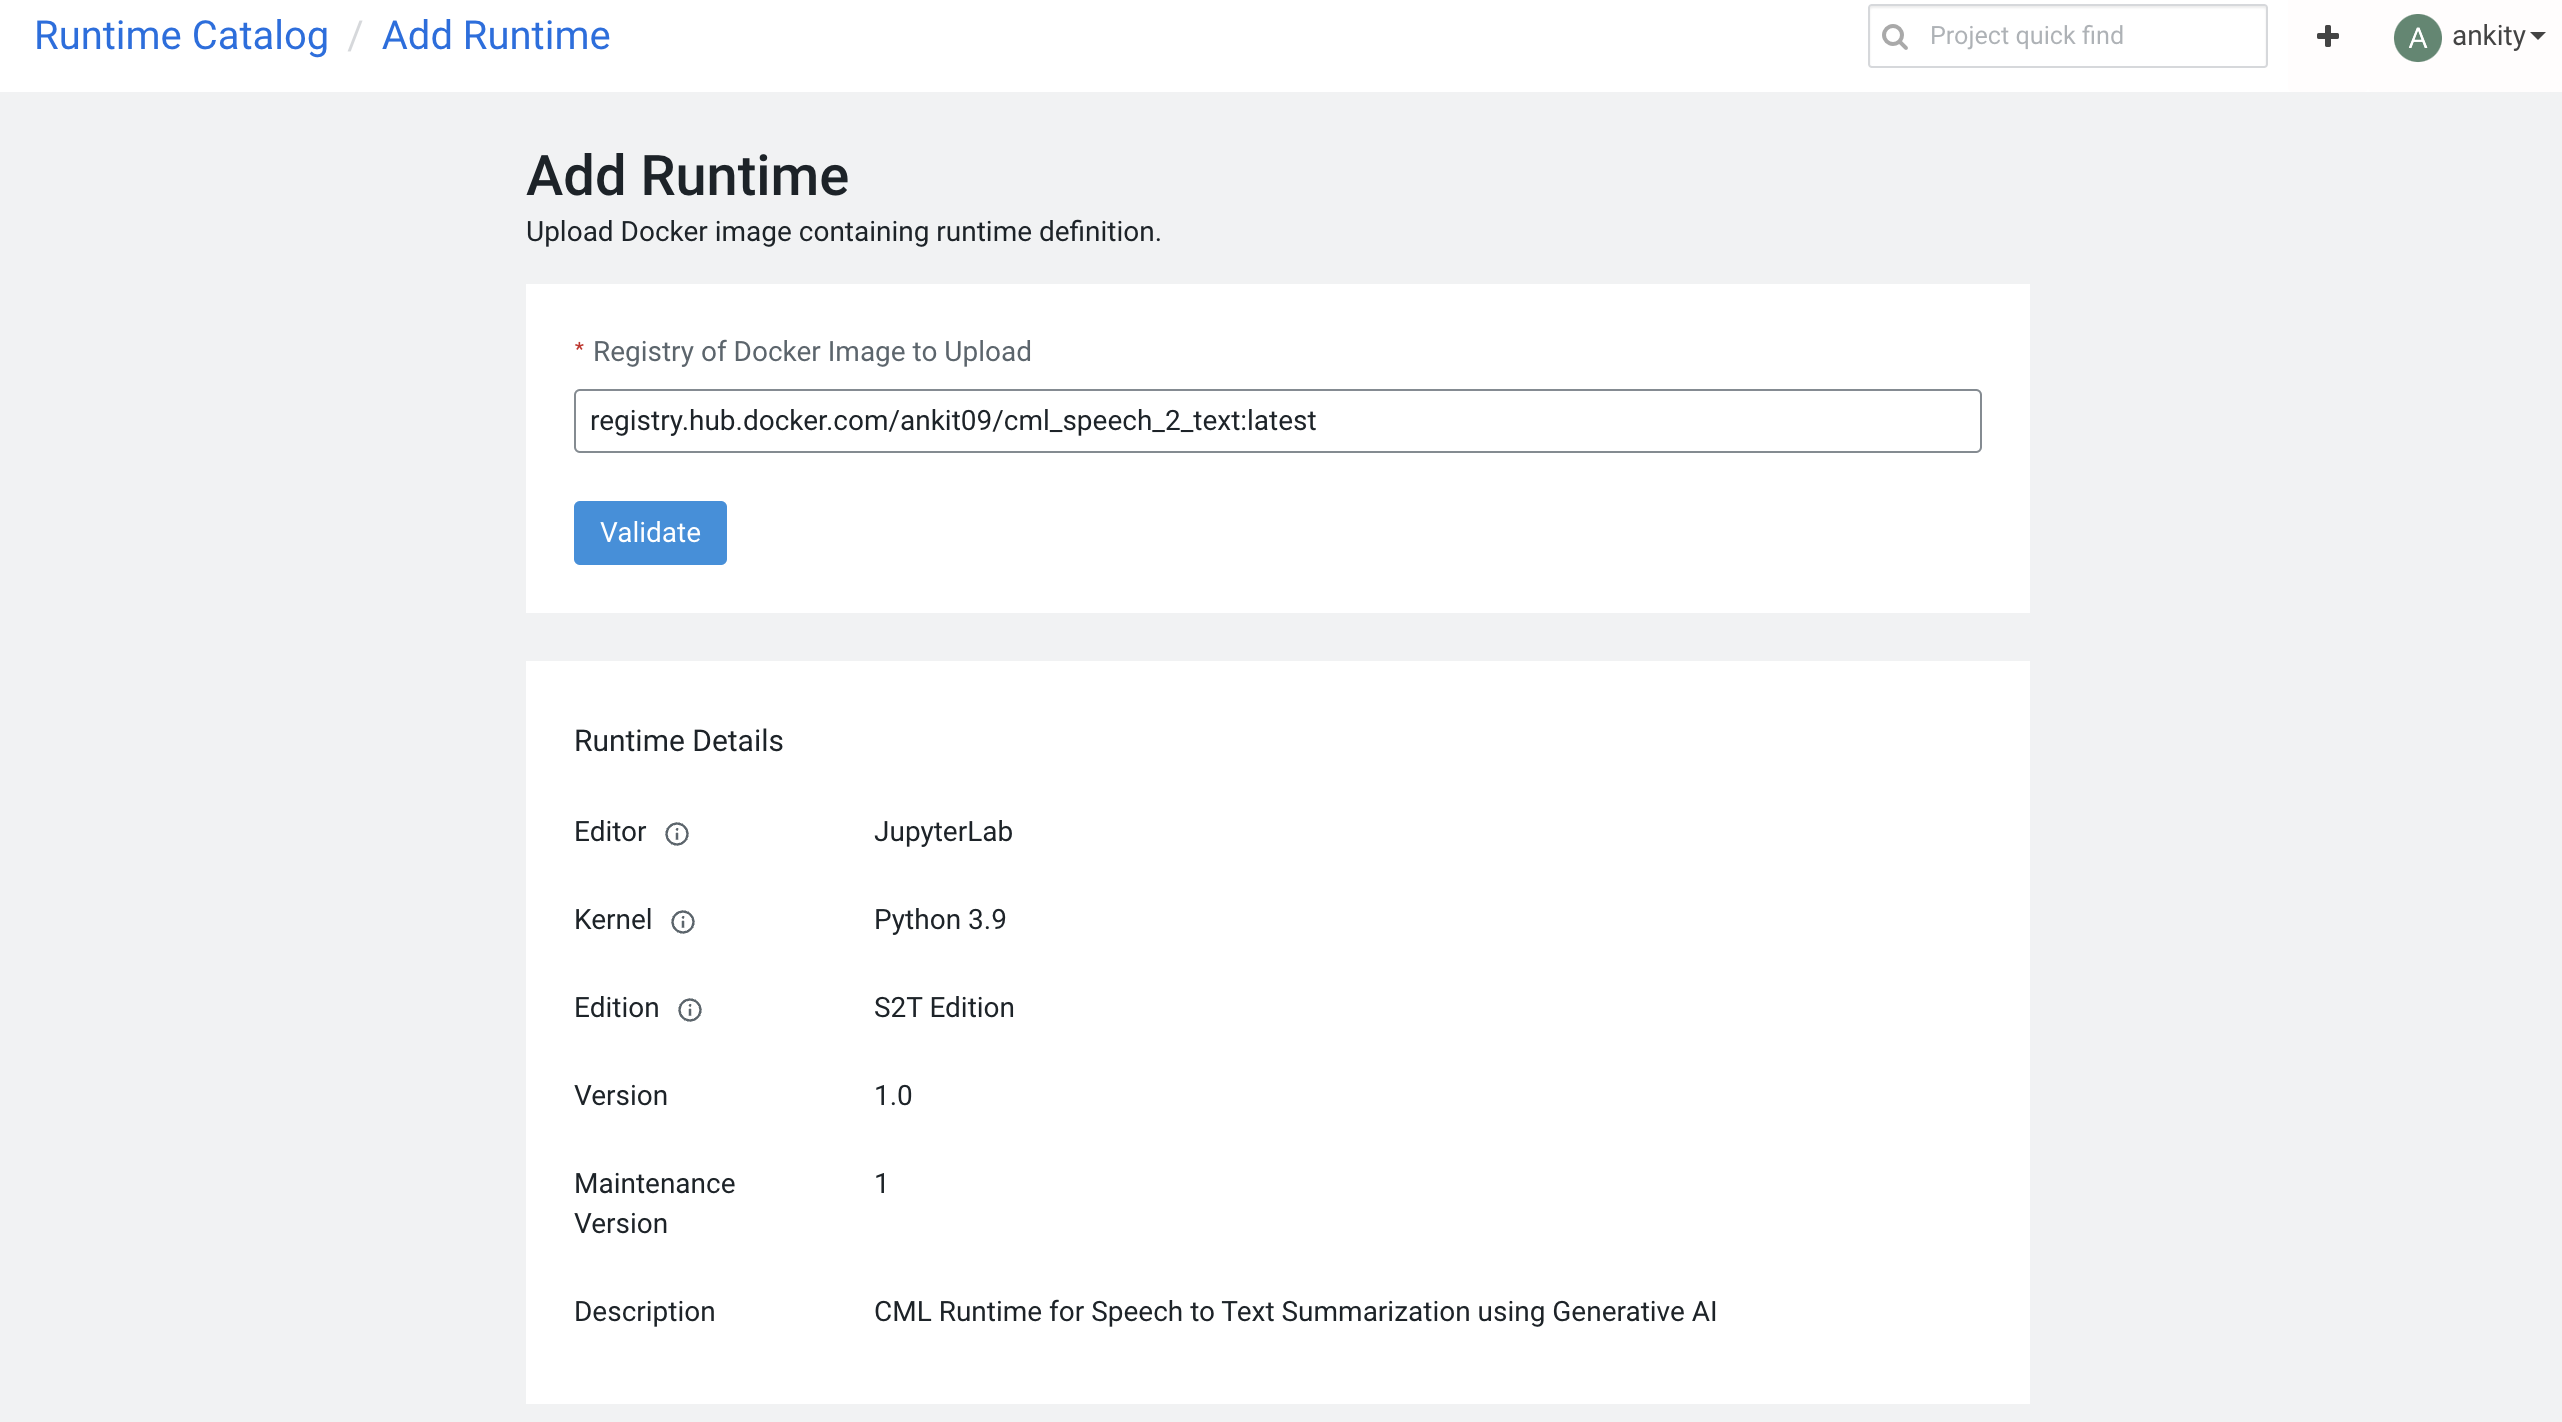 Runtime Catalog / Add Runtime
Project quick find
A ankity
Add Runtime
Upload Docker image containing runtime definition.
* Registry of Docker Image to Upload
registry.hub.docker.com/ankit09/cml_speech_2_text:latest
Validate
Runtime Details
Editor JupyterLab
Kernel Python 3.9
Edition S2T Edition
Version 1.0
Maintenance 1
Version
Description CML Runtime for Speech to Text Summarization using Generative AI